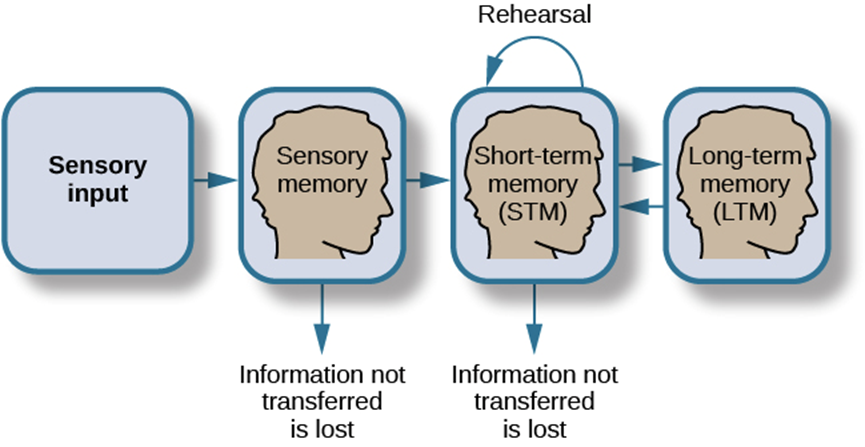 Rehearsal
Sensory
input
Sensory
memory
Short-term
memory
(STM)
Long-term
memory
(LTM)
Information not
transferred
is lost
Information not
transferred
is lost